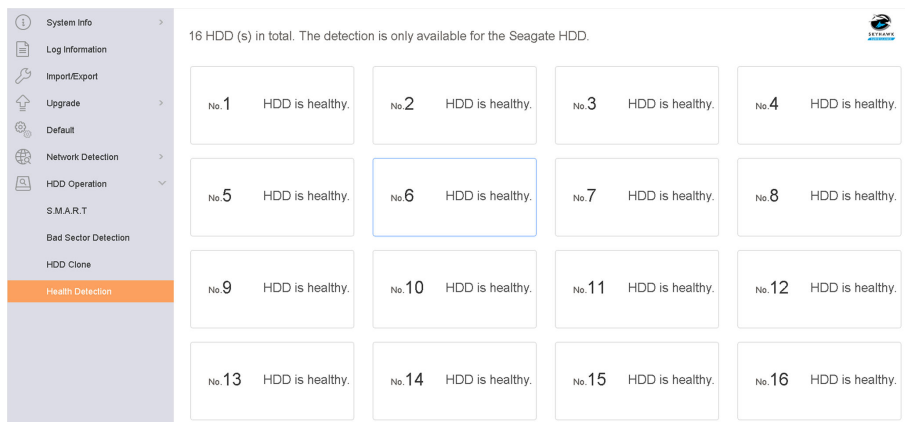 System Info
Log Information
Import/Export
Upgrade
Default
Network Detection
HDD Operation
S.M.A.R.T
Bad Sector Detection
HDD Clone
Health Detection
16 HDD (s) in total. The detection is only available for the Seagate HDD.
SKYHAWK
No.1 HDD is healthy.
No.2 HDD is healthy.
No.3 HDD is healthy.
No.4 HDD is healthy.
No.5 HDD is healthy.
No.6 HDD is healthy.
No.7 HDD is healthy.
No.8 HDD is healthy.
No.9 HDD is healthy.
No.10 HDD is healthy.
No.11 HDD is healthy.
No.12 HDD is healthy.
No.13 HDD is healthy.
No.14 HDD is healthy.
No.15 HDD is healthy.
No.16 HDD is healthy.